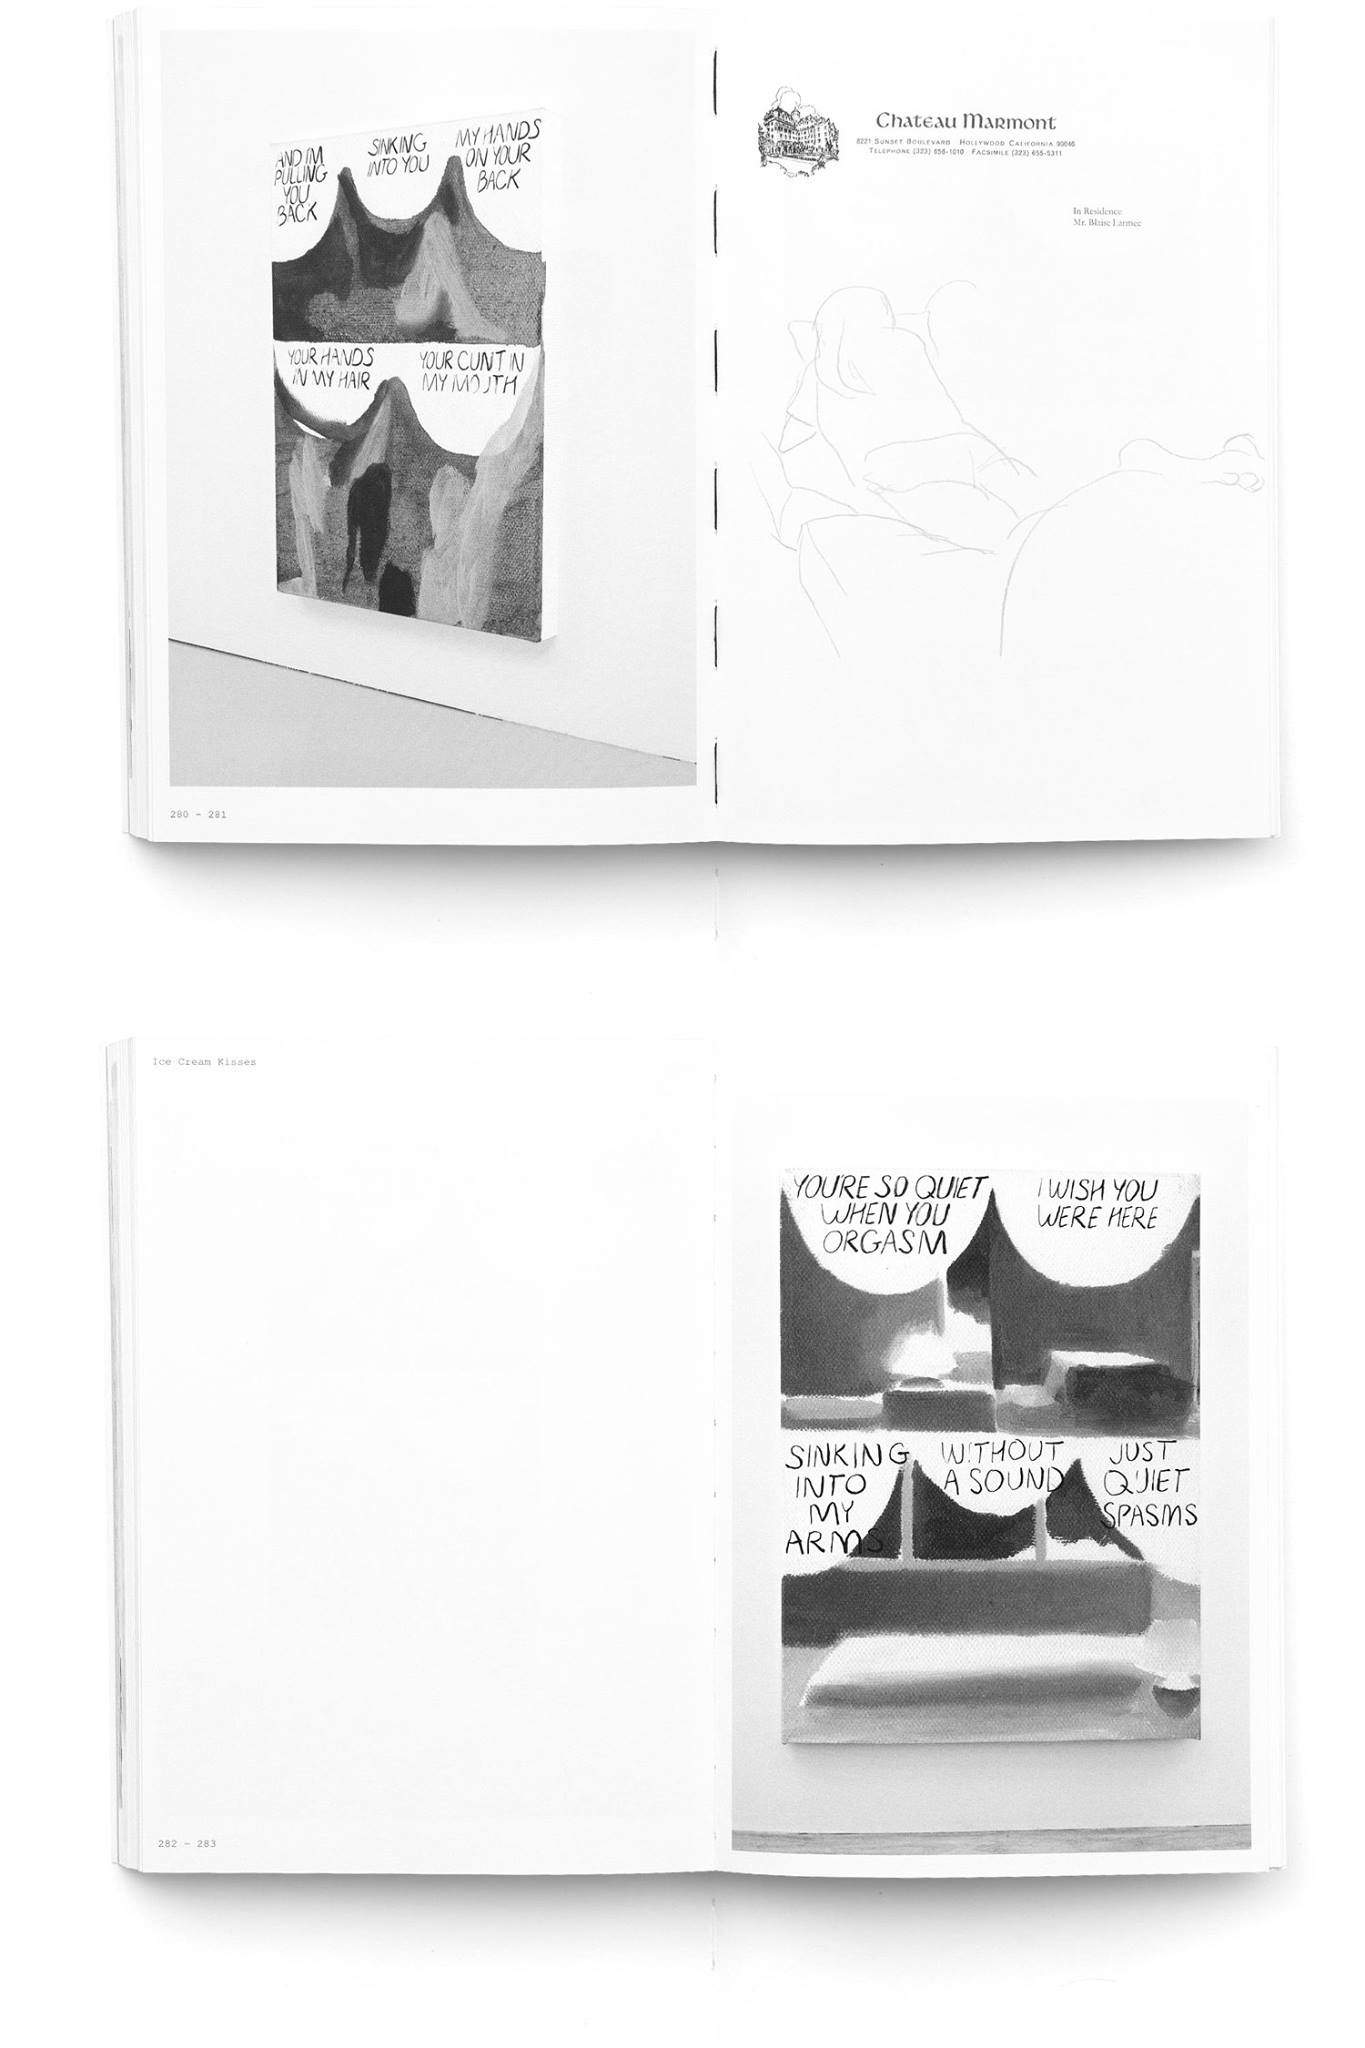 AND I'M
PULLING
YOU
BACK
SINKING
INTO YOU
MY HANDS
ON YOUR
BACK
YOUR HANDS
IN MY HAIR
YOUR CUNT IN
MY MOUTH
280 – 281
Chateau Marmont
8221 Sunset Boulevard Hollywood California 90046
Telephone (323) 656-1010 Facsimile (323) 655-5311
In Residence
Mr. Blaise Larmee
Ice Cream Kisses
282 – 283
YOU'RE SO QUIET
WHEN YOU
ORGASM
I WISH YOU
WERE HERE
SINKING
INTO
MY
ARMS
WITHOUT
A SOUND
JUST
QUIET
SPASMS